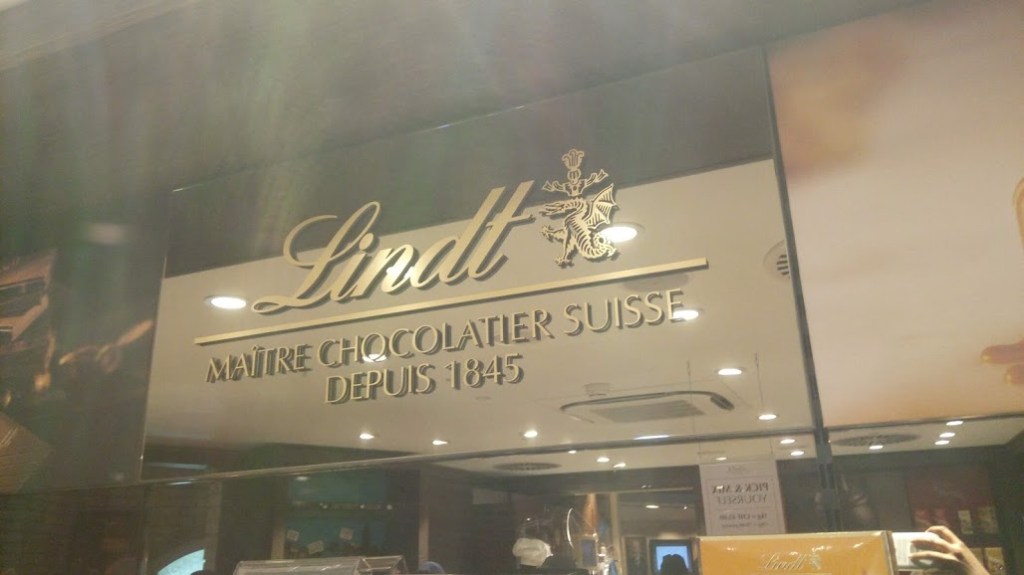 Lindt
MAÎTRE CHOCOLATIER SUISSE
DEPUIS 1845
PICK & MIX
YOURSELF
Lindt